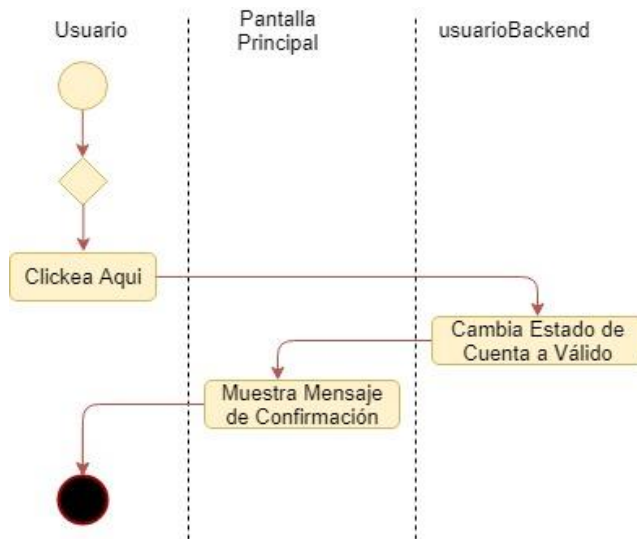 Usuario
Pantalla
Principal
usuarioBackend
Clickea Aqui
Cambia Estado de
Cuenta a Válido
Muestra Mensaje
de Confirmación